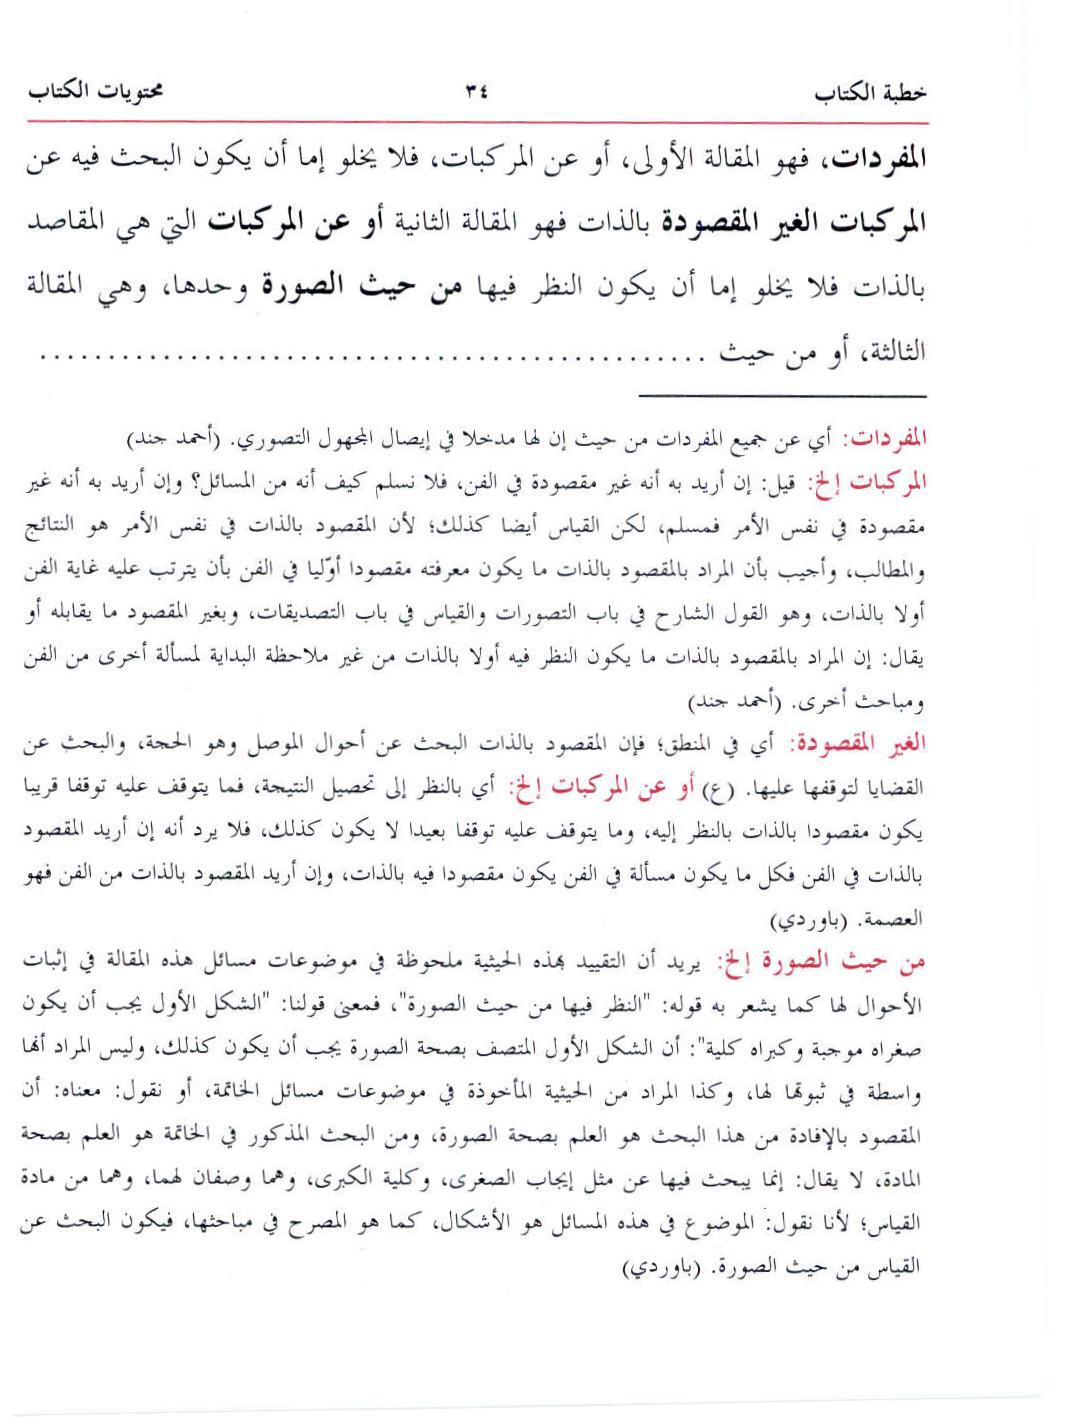 خطبة الكتاب ٣٤ محتويات الكتاب
المفردات، فهو المقالة الأولى، أو عن المركبات، فلا يخلو إما أن يكون البحث فيه عن
المركبات الغير المقصودة بالذات فهو المقالة الثانية أو عن المركبات التي هي المقاصد
بالذات فلا يخلو إما أن يكون النظر فيها من حيث الصورة وحدها، وهي المقالة
الثالثة، أو من حيث ..................................................
المفردات: أي عن جميع المفردات من حيث إن لها مدخلا في إيصال المجهول التصوري. (أحمد جند)
المركبات إلخ: قيل: إن أريد به أنه غير مقصودة في الفن، فلا نسلم كيف أنه من المسائل؟ وإن أريد به أنه غير
مقصودة في نفس الأمر فمسلم، لكن القياس أيضا كذلك؛ لأن المقصود بالذات في نفس الأمر هو النتائج
والمطالب، وأجيب بأن المراد بالمقصود بالذات ما يكون معرفته مقصودا أوّليا في الفن بأن يترتب عليه غاية الفن
أولا بالذات، وهو القول الشارح في باب التصورات والقياس في باب التصديقات، وبغير المقصود ما يقابله أو
يقال: إن المراد بالمقصود بالذات ما يكون النظر فيه أولا بالذات من غير ملاحظة البداية لمسألة أخرى من الفن
ومباحث أخرى. (أحمد جند)
الغير المقصودة: أي في المنطق؛ فإن المقصود بالذات البحث عن أحوال الموصل وهو الحجة، والبحث عن
القضايا لتوقفها عليها. (ع) أو عن المركبات إلخ: أي بالنظر إلى تحصيل النتيجة، فما يتوقف عليه توقفا قريبا
يكون مقصودا بالذات بالنظر إليه، وما يتوقف عليه توقفا بعيدا لا يكون كذلك، فلا يرد أنه إن أريد المقصود
بالذات في الفن فكل ما يكون مسألة في الفن يكون مقصودا فيه بالذات، وإن أريد المقصود بالذات من الفن فهو
العصمة. (باوردي)
من حيث الصورة إلخ: يريد أن التقييد بهذه الحيثية ملحوظة في موضوعات مسائل هذه المقالة في إثبات
الأحوال لها كما يشعر به قوله: "النظر فيها من حيث الصورة"، فمعنى قولنا: "الشكل الأول يجب أن يكون
صغراه موجبة وكبراه كلية": أن الشكل الأول المتصف بصحة الصورة يجب أن يكون كذلك، وليس المراد أنها
واسطة في ثبوتها لها، وكذا المراد من الحيثية المأخوذة في موضوعات مسائل الخاتمة، أو نقول: معناه: أن
المقصود بالإفادة من هذا البحث هو العلم بصحة الصورة، ومن البحث المذكور في الخاتمة هو العلم بصحة
المادة، لا يقال: إنما يبحث فيها عن مثل إيجاب الصغرى، وكلية الكبرى، وهما وصفان لهما، وهما من مادة
القياس؛ لأنا نقول: الموضوع في هذه المسائل هو الأشكال، كما هو المصرح في مباحثها، فيكون البحث عن
القياس من حيث الصورة. (باوردي)